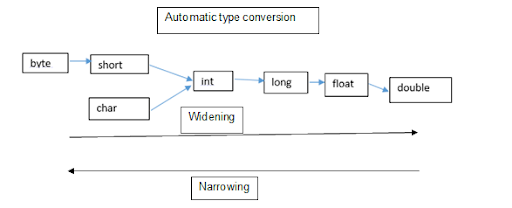 Automatic type conversion
byte
short
int
long
float
double
char
Widening
Narrowing